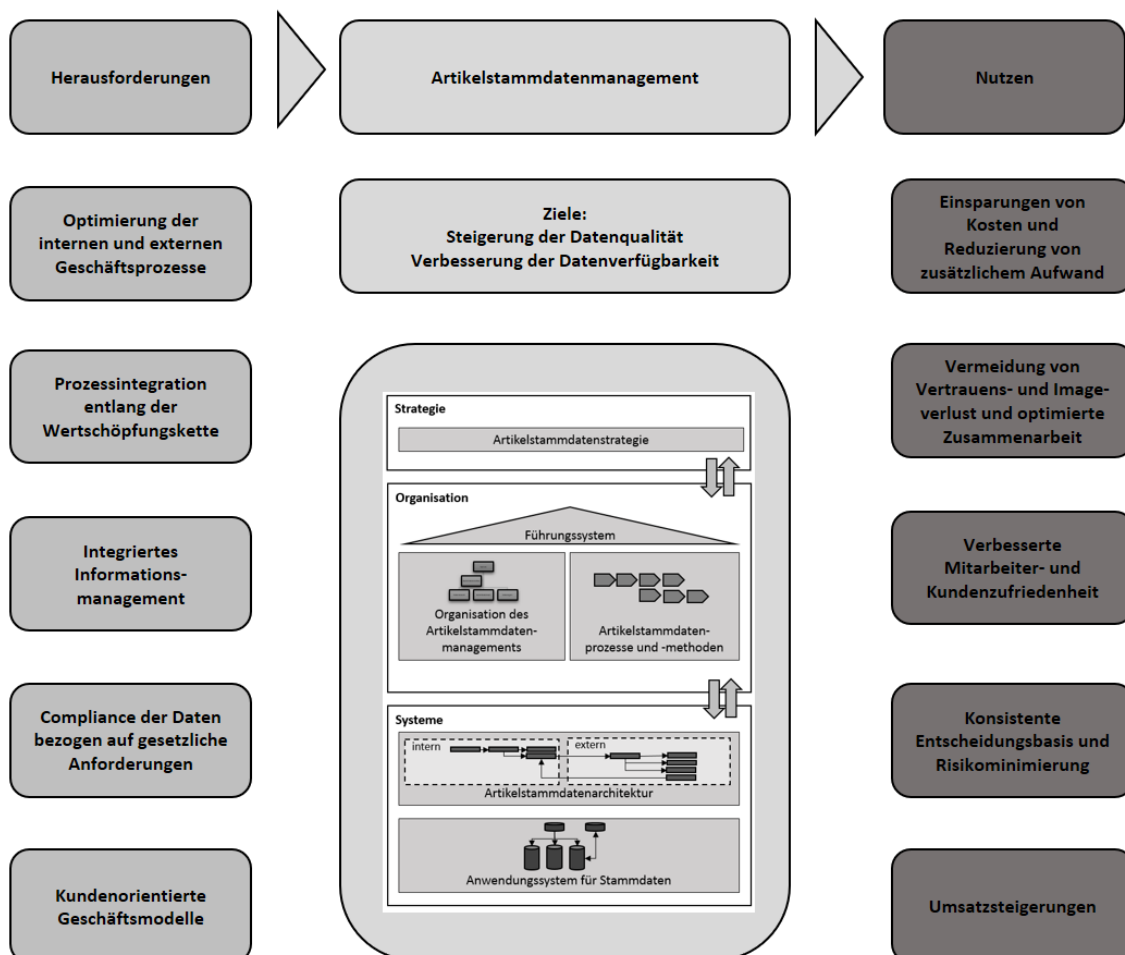 Herausforderungen
Artikelstammdatenmanagement
Nutzen
Optimierung der
internen und externen
Geschäftsprozesse
Ziele:
Steigerung der Datenqualität
Verbesserung der Datenverfügbarkeit
Einsparungen von
Kosten und
Reduzierung von
zusätzlichem Aufwand
Prozessintegration
entlang der
Wertschöpfungskette
Vermeidung von
Vertrauens- und Image-
verlust und optimierte
Zusammenarbeit
Integriertes
Informations-
management
Verbesserte
Mitarbeiter- und
Kundenzufriedenheit
Compliance der Daten
bezogen auf gesetzliche
Anforderungen
Konsistente
Entscheidungsbasis und
Risikominimierung
Kundenorientierte
Geschäftsmodelle
Umsatzsteigerungen
Strategie
Artikelstammdatenstrategie
Organisation
Führungssystem
Organisation des
Artikelstammdaten-
managements
Artikelstammdaten-
prozesse und -methoden
Systeme
intern
extern
Artikelstammdatenarchitektur
Anwendungssystem für Stammdaten